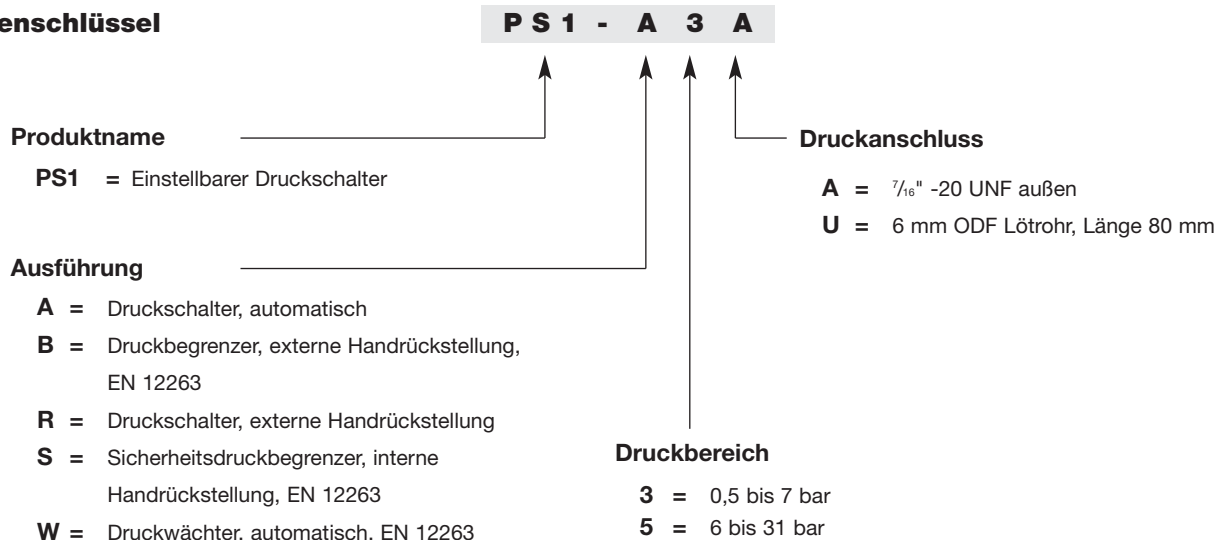 enschlüssel
PS1 - A 3 A
Produktname
PS1 = Einstellbarer Druckschalter
Ausführung
A = Druckschalter, automatisch
B = Druckbegrenzer, externe Handrückstellung,
EN 12263
R = Druckschalter, externe Handrückstellung
S = Sicherheitsdruckbegrenzer, interne
Handrückstellung, EN 12263
W = Druckwächter, automatisch, EN 12263
Druckbereich
3 = 0,5 bis 7 bar
5 = 6 bis 31 bar
Druckanschluss
A = 7/16" -20 UNF außen
U = 6 mm ODF Lötrohr, Länge 80 mm